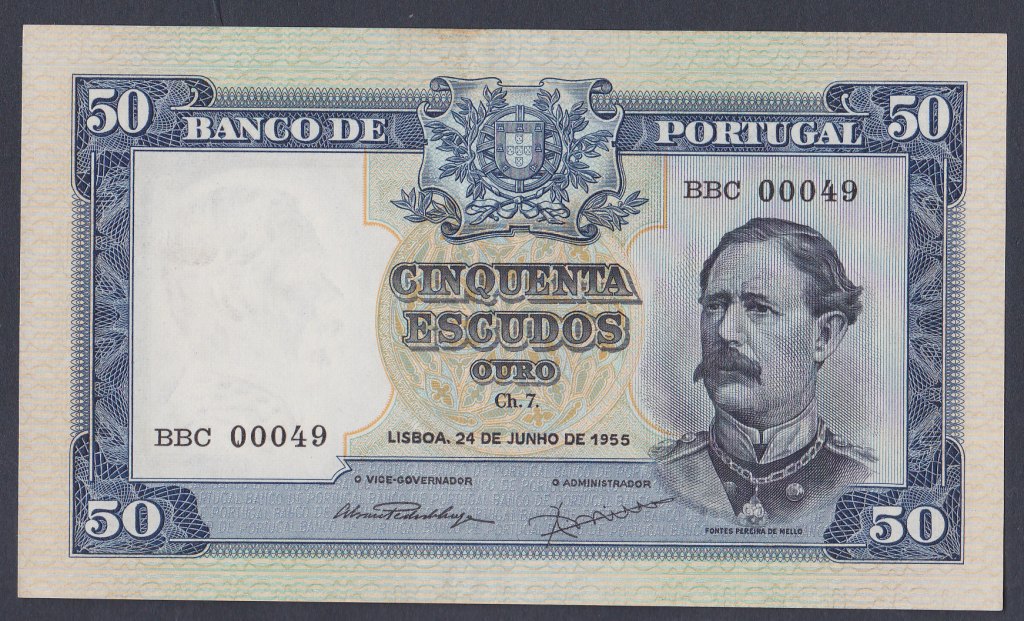 50 50
BANCO DE PORTUGAL
BBC 00049
CINQUENTA
ESCUDOS
OURO
Ch. 7.
BBC 00049
LISBOA, 24 DE JUNHO DE 1955
O VICE-GOVERNADOR O ADMINISTRADOR
FONTES PEREIRA DE MELLO
50 50